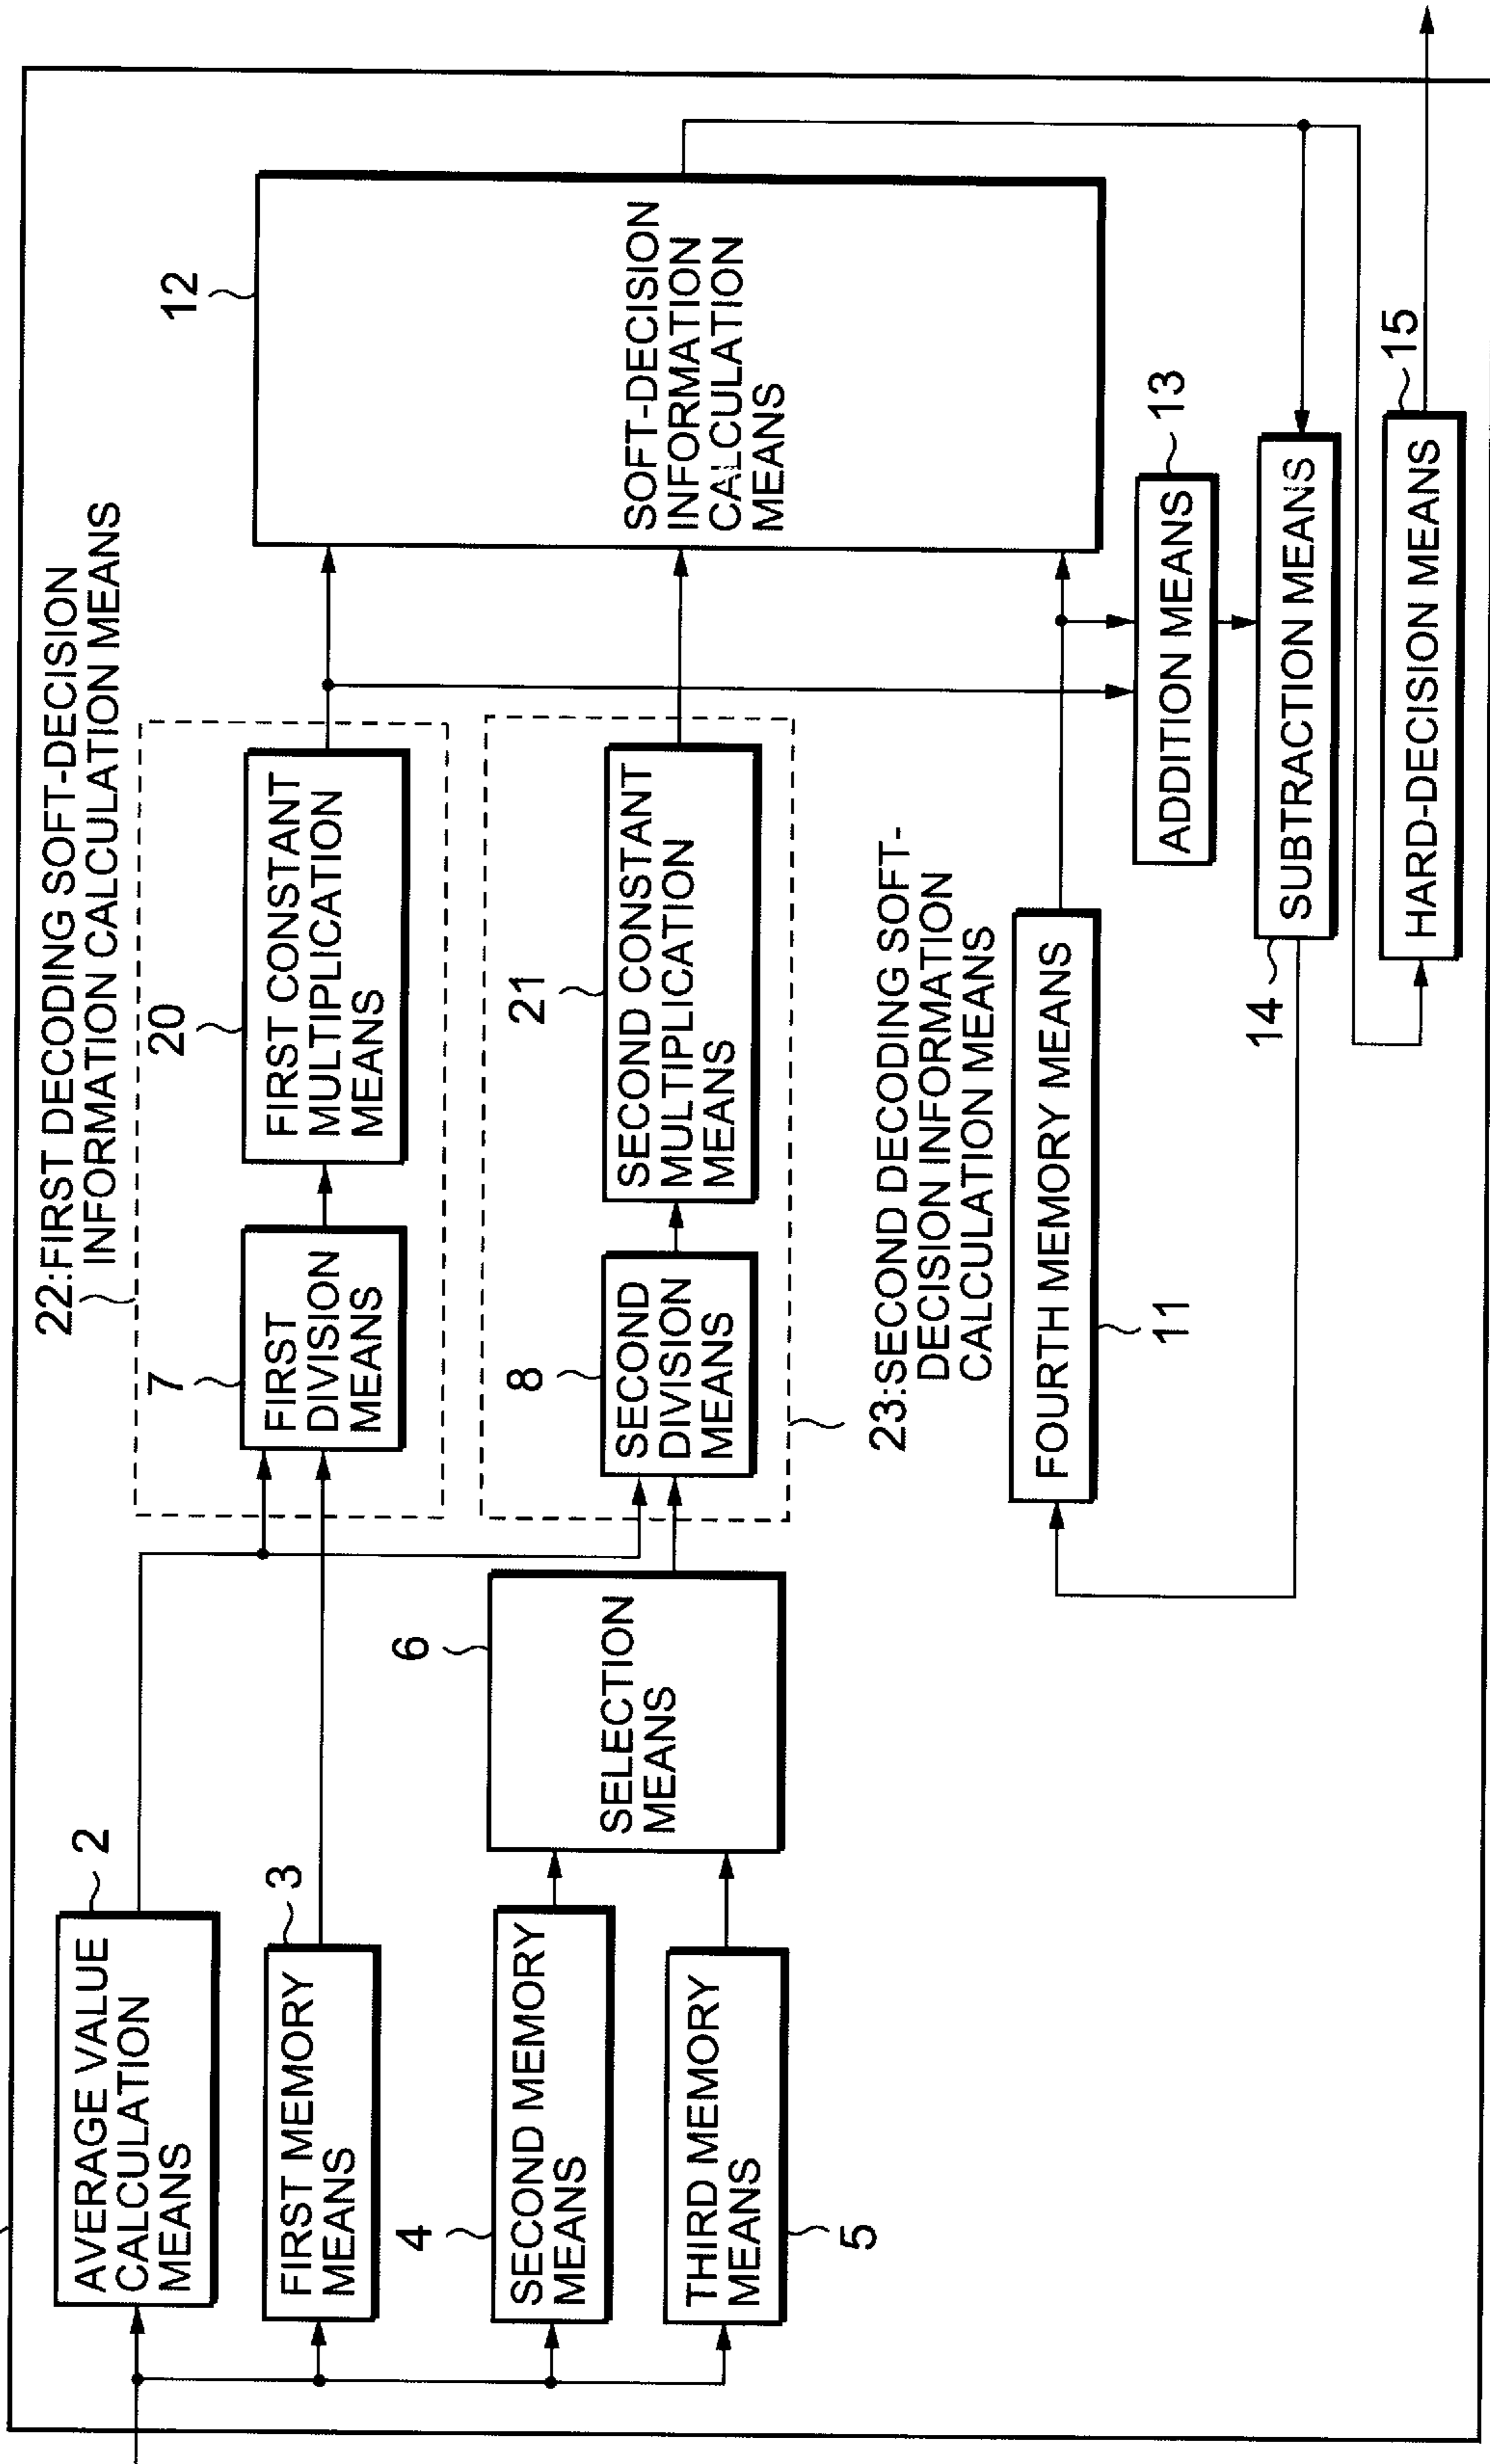 22:FIRST DECODING SOFT-DECISION
INFORMATION CALCULATION MEANS
2
AVERAGE VALUE
CALCULATION
MEANS
3
FIRST MEMORY
MEANS
4
SECOND MEMORY
MEANS
THIRD MEMORY
MEANS
5
6
SELECTION
MEANS
7
FIRST
DIVISION
MEANS
20
FIRST CONSTANT
MULTIPLICATION
MEANS
8
SECOND
DIVISION
MEANS
21
SECOND CONSTANT
MULTIPLICATION
MEANS
23:SECOND DECODING SOFT-
DECISION INFORMATION
CALCULATION MEANS
12
SOFT-DECISION
INFORMATION
CALCULATION
MEANS
FOURTH MEMORY MEANS
11
13
ADDITION MEANS
SUBTRACTION MEANS
14
15
HARD-DECISION MEANS